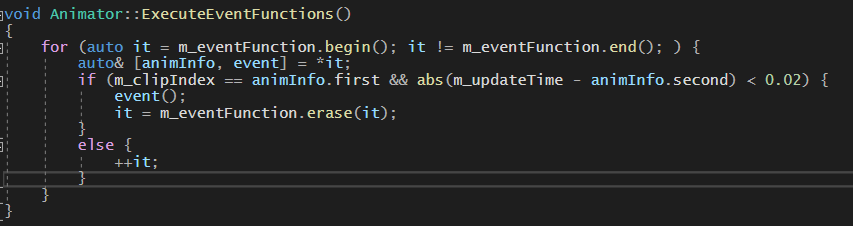 void Animator::ExecuteEventFunctions()
{
    for (auto it = m_eventFunction.begin(); it != m_eventFunction.end(); ) {
        auto& [animInfo, event] = *it;
        if (m_clipIndex == animInfo.first && abs(m_updateTime - animInfo.second) < 0.02) {
            event();
            it = m_eventFunction.erase(it);
        }
        else {
            ++it;
        }
    }
}